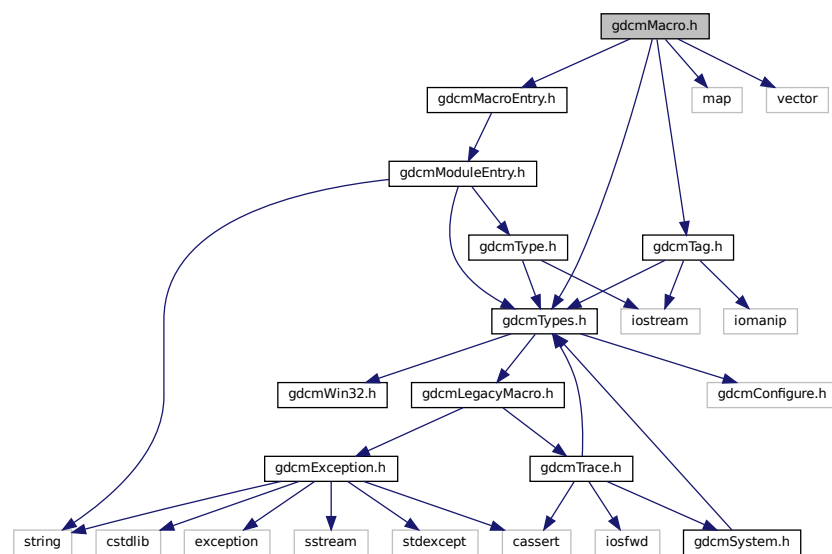 gdcmMacro.h
gdcmMacroEntry.h
map
vector
gdcmModuleEntry.h
gdcmType.h
gdcmTag.h
gdcmTypes.h
iostream
iomanip
gdcmWin32.h
gdcmLegacyMacro.h
gdcmConfigure.h
gdcmException.h
gdcmTrace.h
string
cstdlib
exception
sstream
stdexcept
cassert
iosfwd
gdcmSystem.h